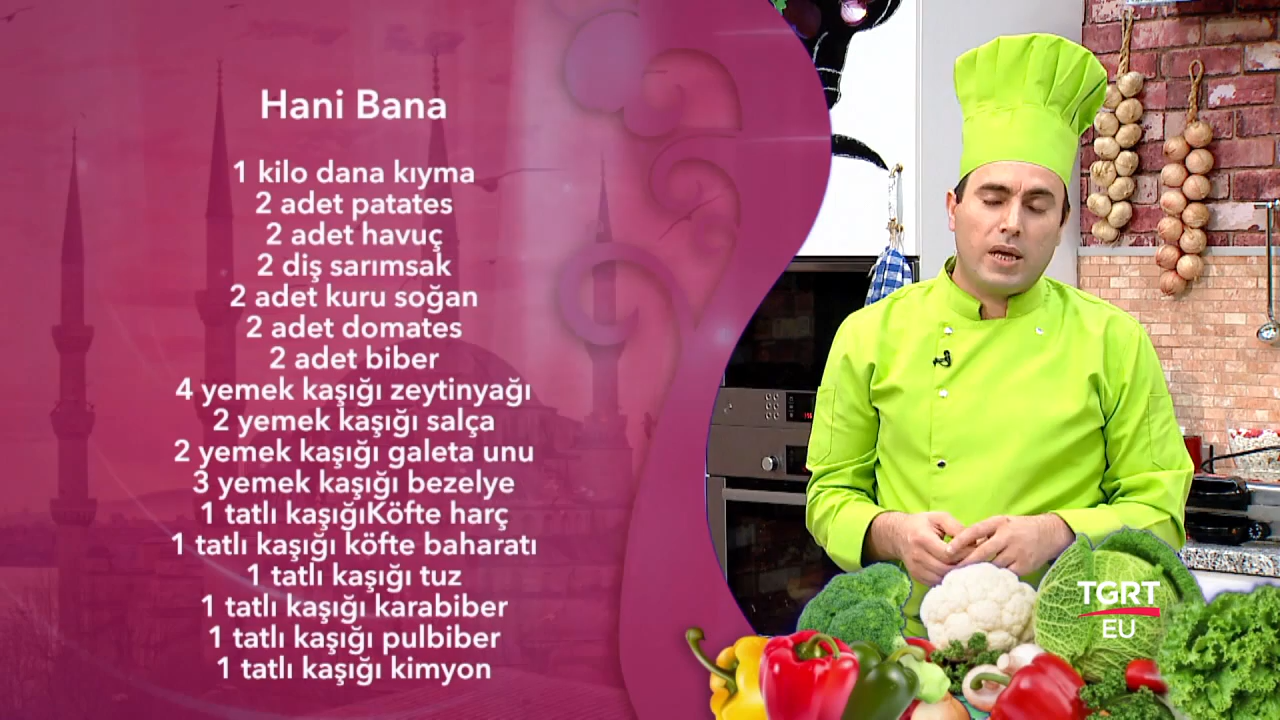 Hani Bana
1 kilo dana kıyma
2 adet patates
2 adet havuç
2 diş sarımsak
2 adet kuru soğan
2 adet domates
2 adet biber
4 yemek kaşığı zeytinyağı
2 yemek kaşığı salça
2 yemek kaşığı galeta unu
3 yemek kaşığı bezelye
1 tatlı kaşığıKöfte harç
1 tatlı kaşığı köfte baharatı
1 tatlı kaşığı tuz
1 tatlı kaşığı karabiber
1 tatlı kaşığı pulbiber
1 tatlı kaşığı kimyon
TGRT
EU